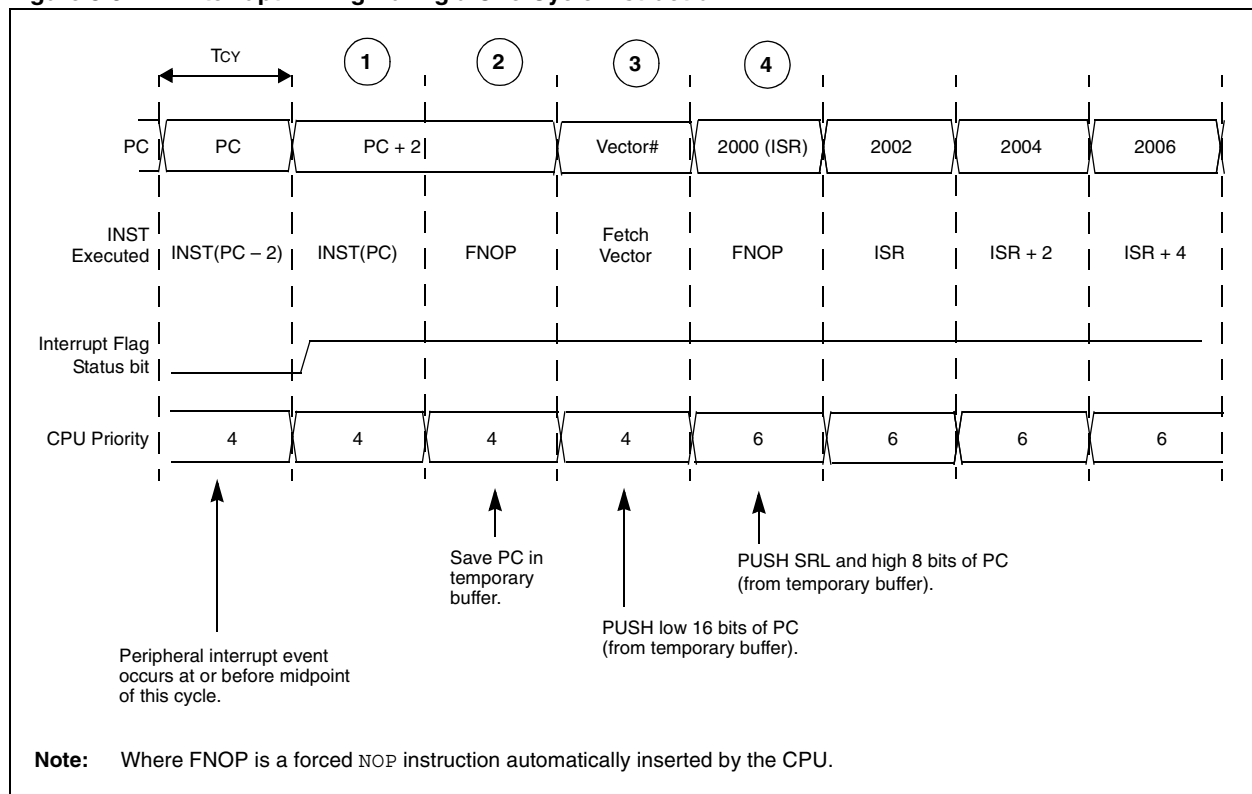 TCY
1 2 3 4
PC PC PC + 2 Vector# 2000 (ISR) 2002 2004 2006
INST
Executed INST(PC – 2) INST(PC) FNOP Fetch
Vector FNOP ISR ISR + 2 ISR + 4
Interrupt Flag
Status bit
CPU Priority 4 4 4 4 6 6 6 6
Save PC in
temporary
buffer.
PUSH SRL and high 8 bits of PC
(from temporary buffer).
PUSH low 16 bits of PC
(from temporary buffer).
Peripheral interrupt event
occurs at or before midpoint
of this cycle.
Note: Where FNOP is a forced NOP instruction automatically inserted by the CPU.